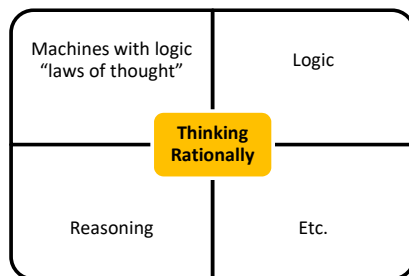 Machines with logic
“laws of thought”
Logic
Thinking
Rationally
Reasoning
Etc.